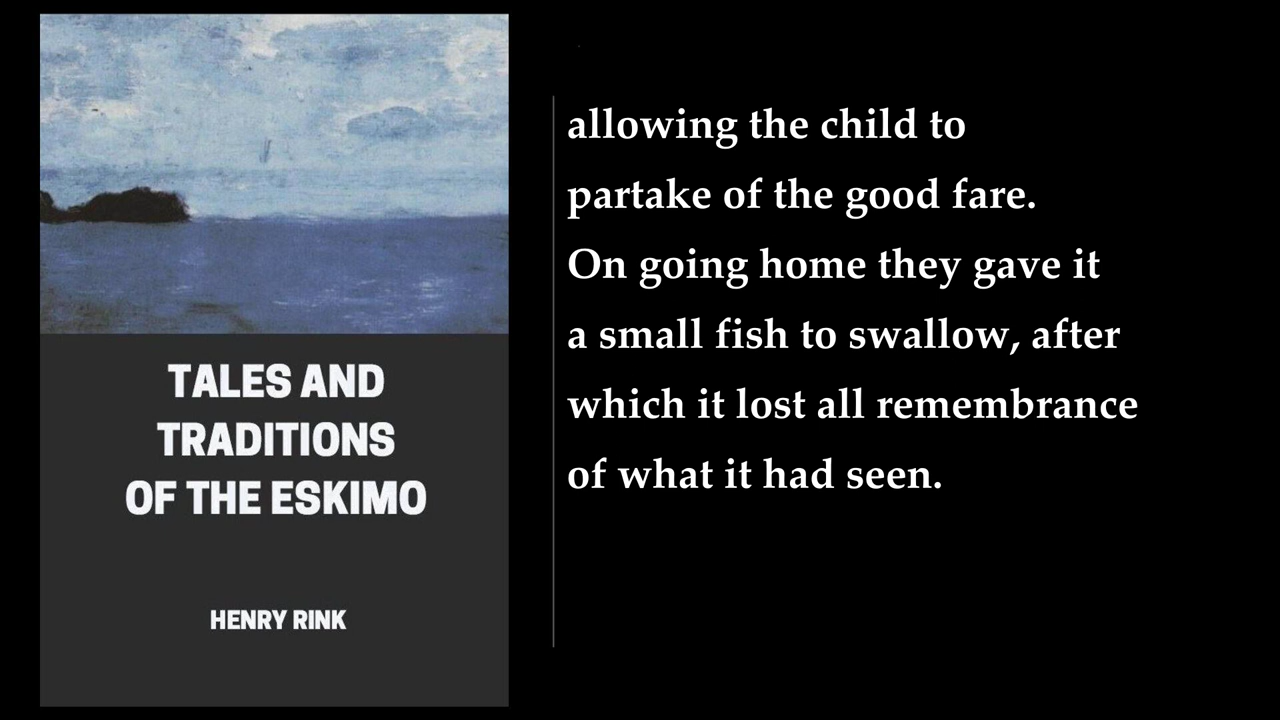 TALES AND
TRADITIONS
OF THE ESKIMO
HENRY RINK
allowing the child to
partake of the good fare.
On going home they gave it
a small fish to swallow, after
which it lost all remembrance
of what it had seen.